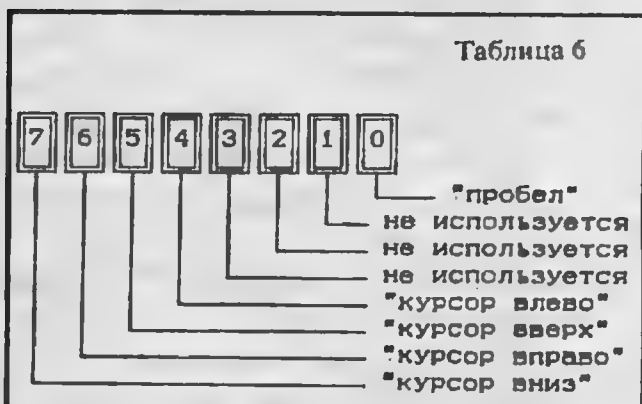 Таблица 6
7 6 5 4 3 2 1 0
"пробел"
не используется
не используется
не используется
"курсор влево"
"курсор вверх"
"курсор вправо"
"курсор вниз"